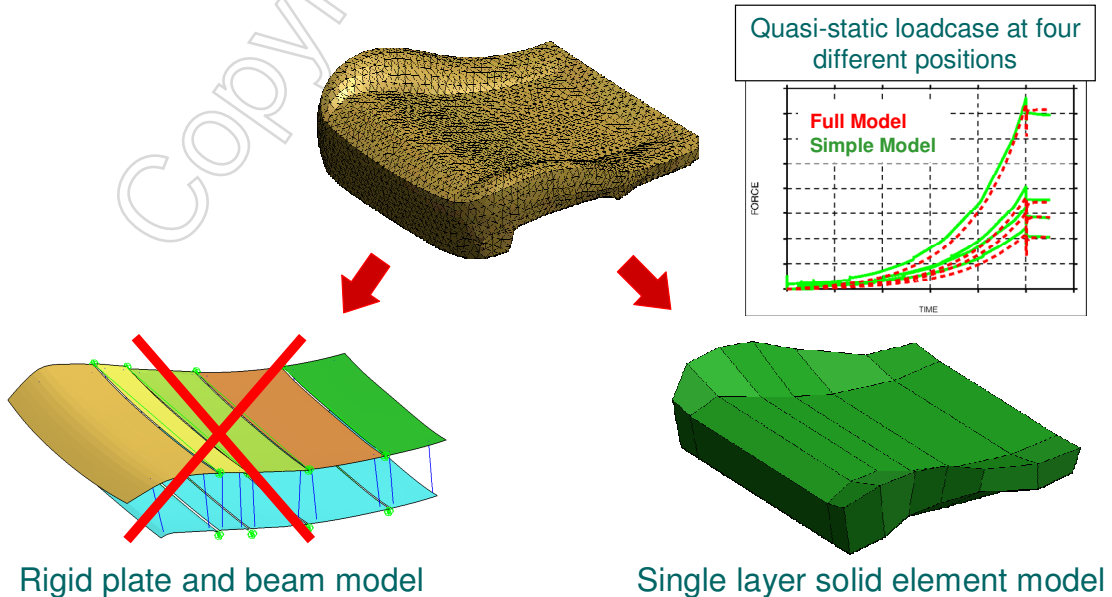 Copy
Quasi-static loadcase at four
different positions
Full Model
Simple Model
FORCE
TIME
Rigid plate and beam model
Single layer solid element model